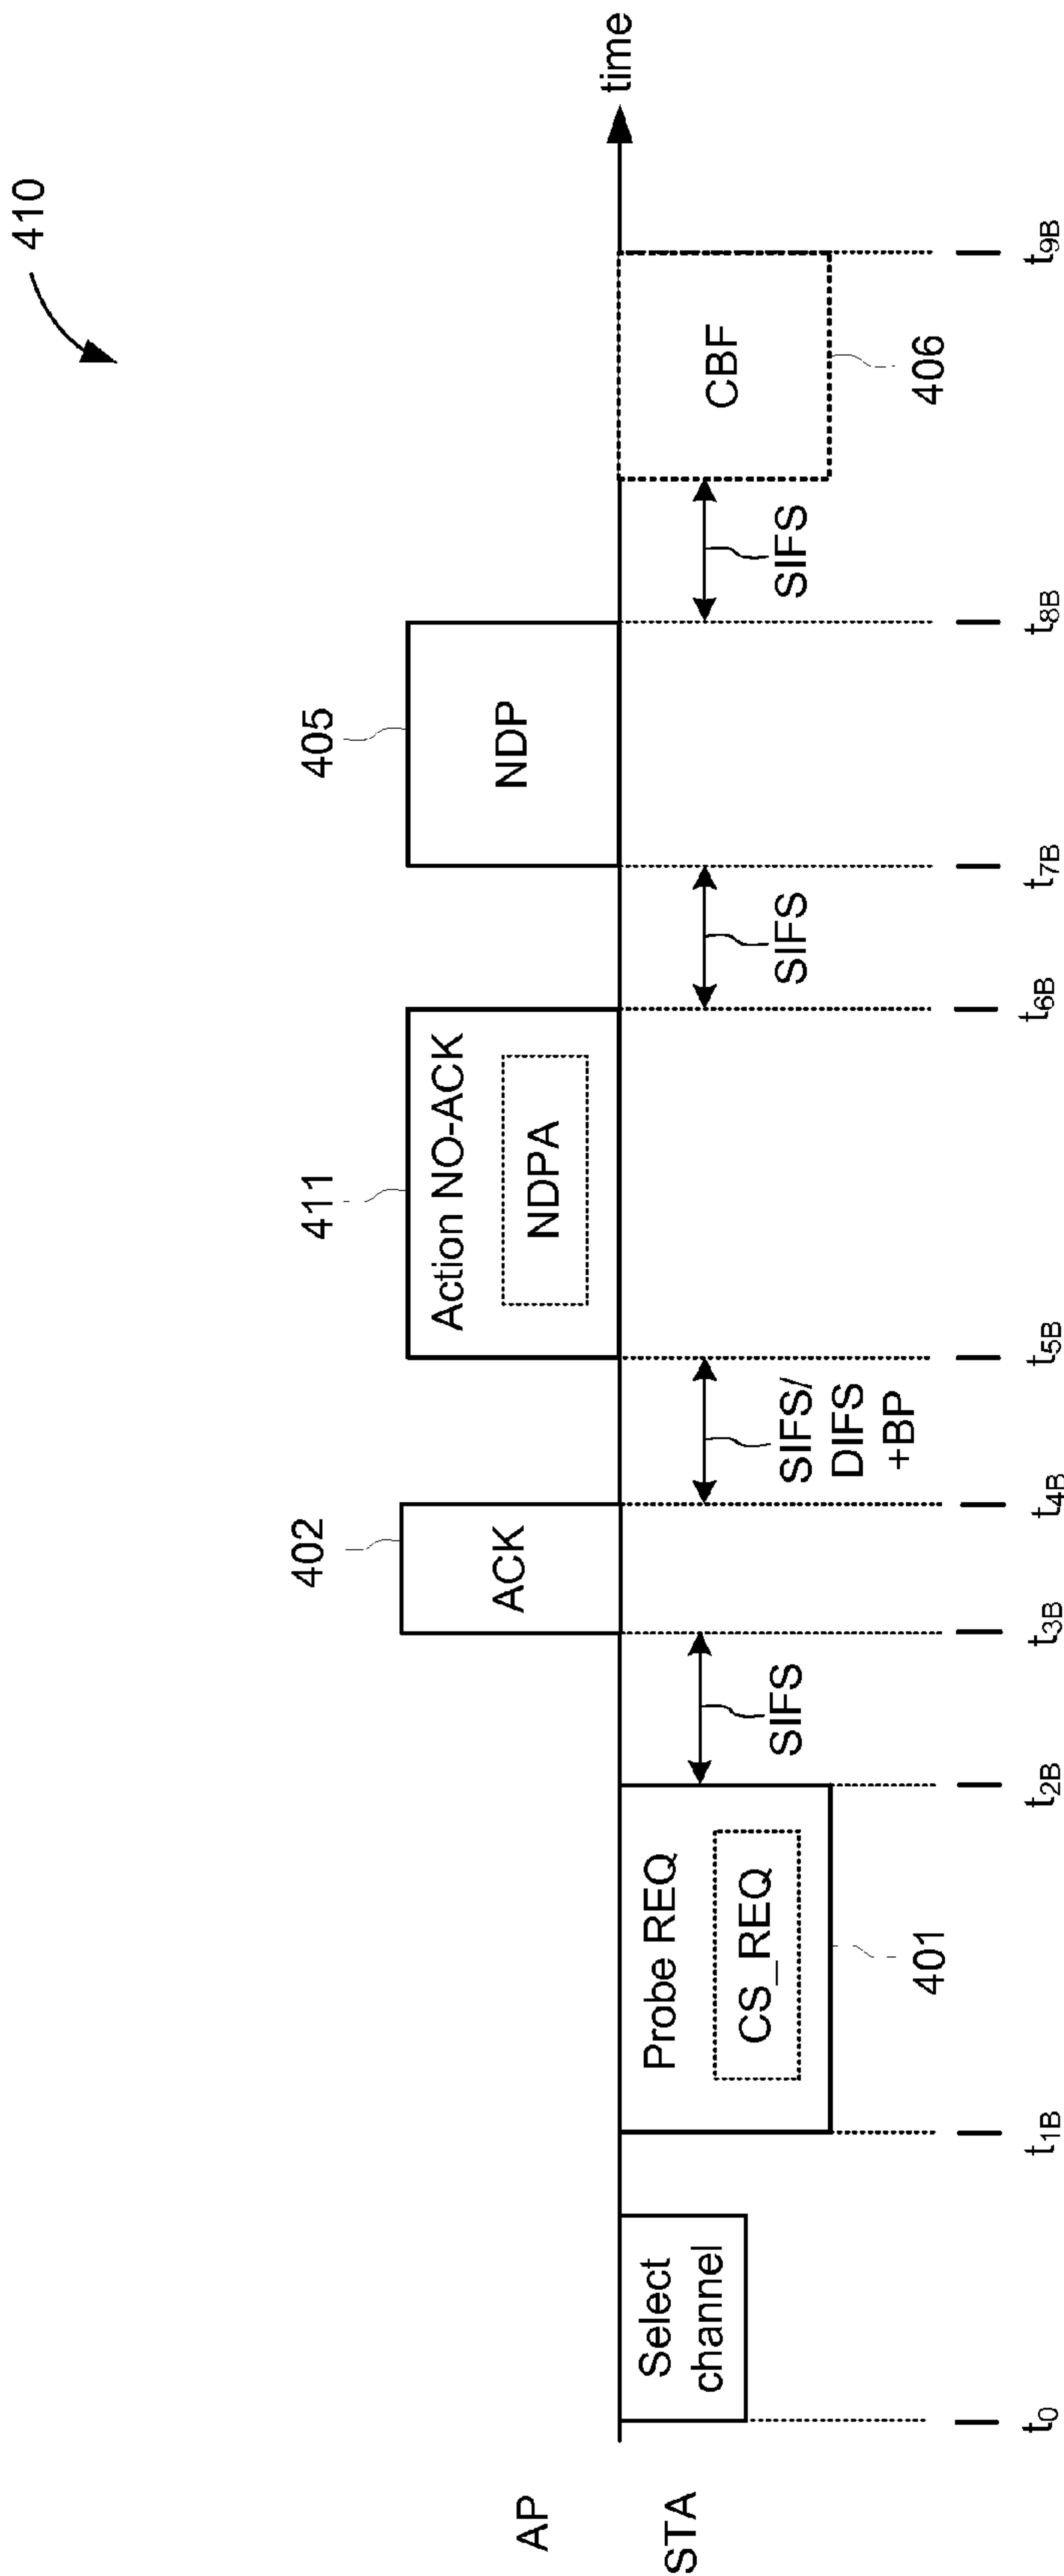 410
402
411
405
ACK
Action NO-ACK
NDPA
NDP
AP
time
STA
Select
channel
Probe REQ
CS_REQ
401
SIFS
SIFS/
DIFS
+BP
SIFS
SIFS
CBF
406
t0
t1B
t2B
t3B
t4B
t5B
t6B
t7B
t8B
t9B